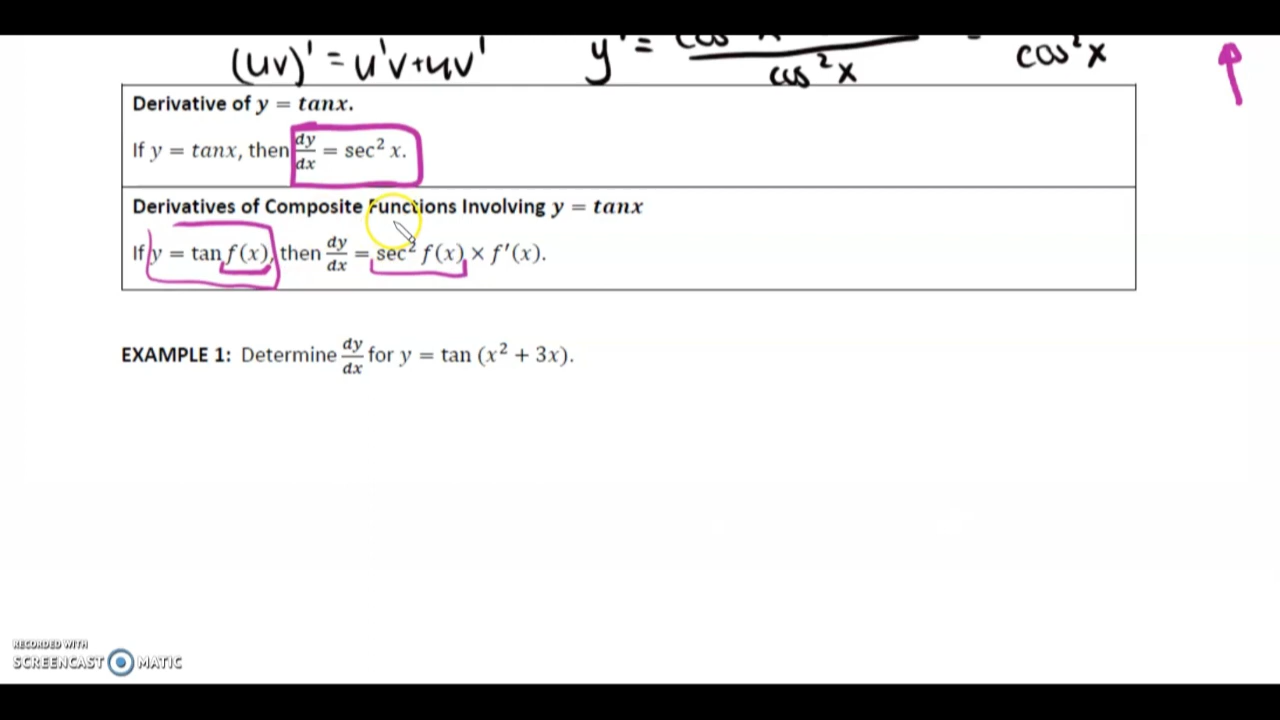 (uv)' = u'v+uv' y' = cos²x
cos²x
Derivative of y = tanx.
If y = tanx, then dy/dx = sec² x.
Derivatives of Composite Functions Involving y = tanx
If y = tan f(x), then dy/dx = sec² f(x) × f'(x).
EXAMPLE 1: Determine dy/dx for y = tan (x² + 3x).
RECORDED WITH
SCREENCAST MATIC